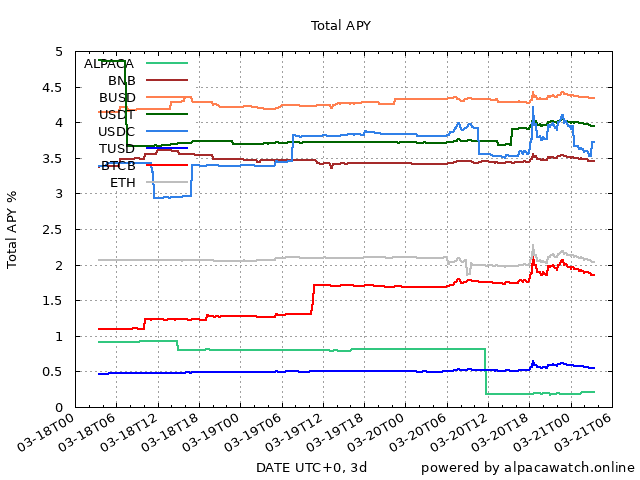 Total APY
Total APY %
5
4.5
4
3.5
3
2.5
2
1.5
1
0.5
0
ALPACA
BNB
BUSD
USDT
USDC
TUSD
BTCB
ETH
03-18T00
03-18T06
03-18T12
03-18T18
03-19T00
03-19T06
03-19T12
03-19T18
03-20T00
03-20T06
03-20T12
03-20T18
03-21T00
03-21T06
DATE UTC+0, 3d
powered by alpacawatch.online